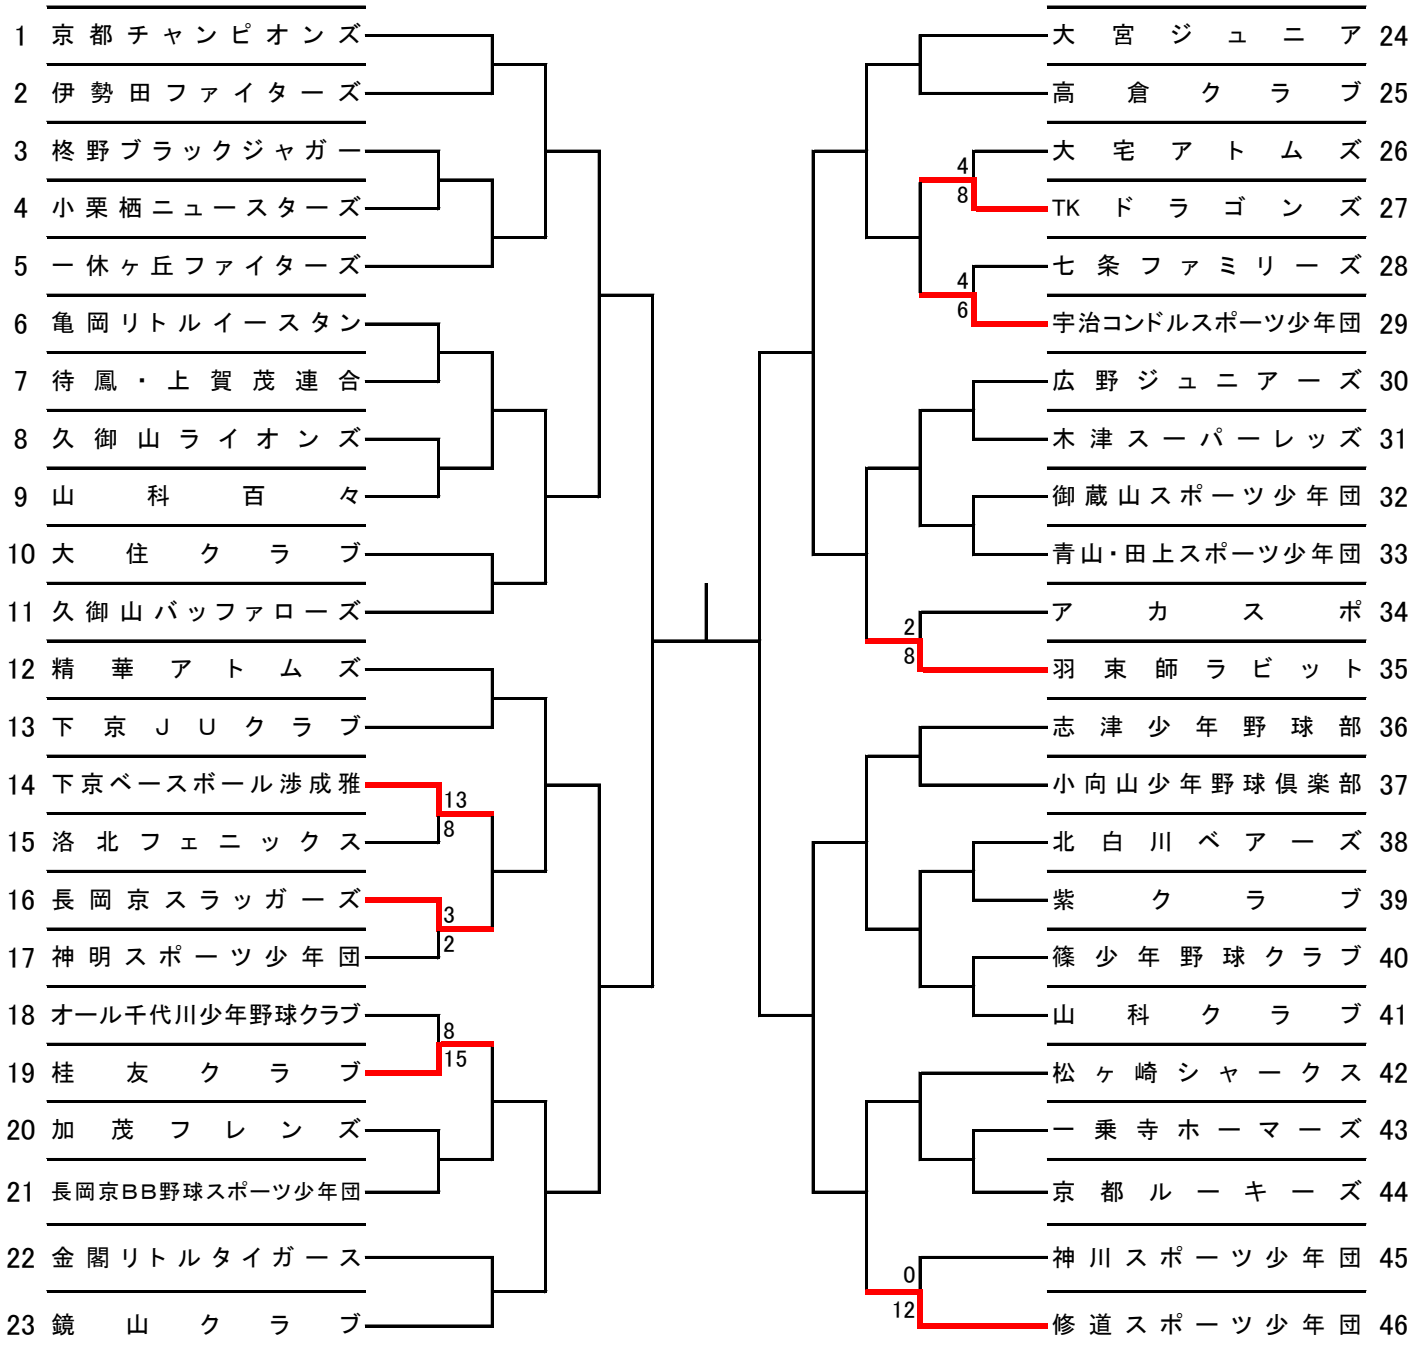 1 京都チャンピオンズ
2 伊勢田ファイターズ
3 柊野ブラックジャガー
4 小栗栖ニュースターズ
5 一休ヶ丘ファイターズ
6 亀岡リトルイースタン
7 待鳳・上賀茂連合
8 久御山ライオンズ
9 山科百々
10 大住クラブ
11 久御山バッファローズ
12 精華アトムズ
13 下京JUクラブ
14 下京ベースボール渉成雅
13
8
15 洛北フェニックス
16 長岡京スラッガーズ
3
2
17 神明スポーツ少年団
18 オール千代川少年野球クラブ
8
15
19 桂友クラブ
20 加茂フレンズ
21 長岡京BB野球スポーツ少年団
22 金閣リトルタイガース
23 鏡山クラブ
大宮ジュニア 24
高倉クラブ 25
大宅アトムズ 26
4
8
TKドラゴンズ 27
七条ファミリーズ 28
4
6
宇治コンドルスポーツ少年団 29
広野ジュニアーズ 30
木津スーパーレッズ 31
御蔵山スポーツ少年団 32
青山・田上スポーツ少年団 33
アカスポ 34
2
8
羽束師ラビット 35
志津少年野球部 36
小向山少年野球倶楽部 37
北白川ベアーズ 38
紫クラブ 39
篠少年野球クラブ 40
山科クラブ 41
松ヶ崎シャークス 42
一乗寺ホーマーズ 43
京都ルーキーズ 44
神川スポーツ少年団 45
0
12
修道スポーツ少年団 46